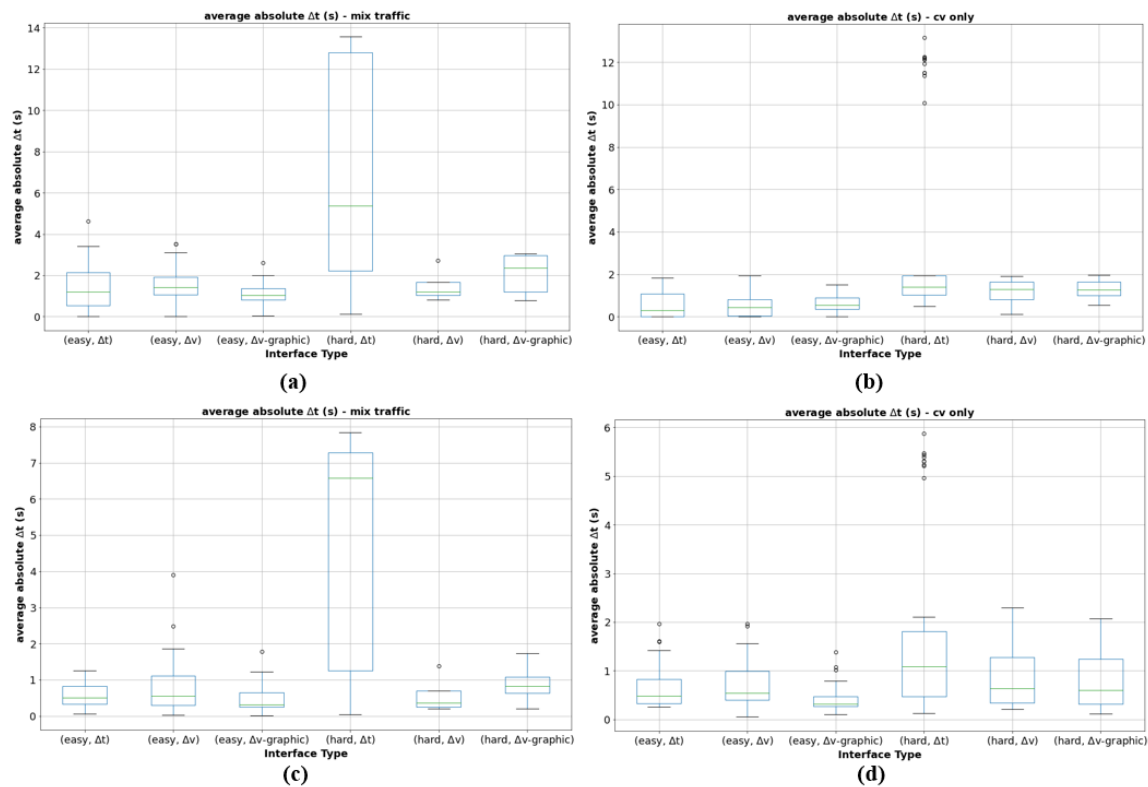 average absolute Δt (s) - mix traffic
average absolute Δt (s)
14
12
10
8
6
4
2
0
(easy, Δt) (easy, Δv) (easy, Δv-graphic) (hard, Δt) (hard, Δv) (hard, Δv-graphic)
Interface Type
(a)
average absolute Δt (s) - cv only
average absolute Δt (s)
12
10
8
6
4
2
0
(easy, Δt) (easy, Δv) (easy, Δv-graphic) (hard, Δt) (hard, Δv) (hard, Δv-graphic)
Interface Type
(b)
average absolute Δt (s) - mix traffic
average absolute Δt (s)
8
7
6
5
4
3
2
1
0
(easy, Δt) (easy, Δv) (easy, Δv-graphic) (hard, Δt) (hard, Δv) (hard, Δv-graphic)
Interface Type
(c)
average absolute Δt (s) - cv only
average absolute Δt (s)
6
5
4
3
2
1
0
(easy, Δt) (easy, Δv) (easy, Δv-graphic) (hard, Δt) (hard, Δv) (hard, Δv-graphic)
Interface Type
(d)